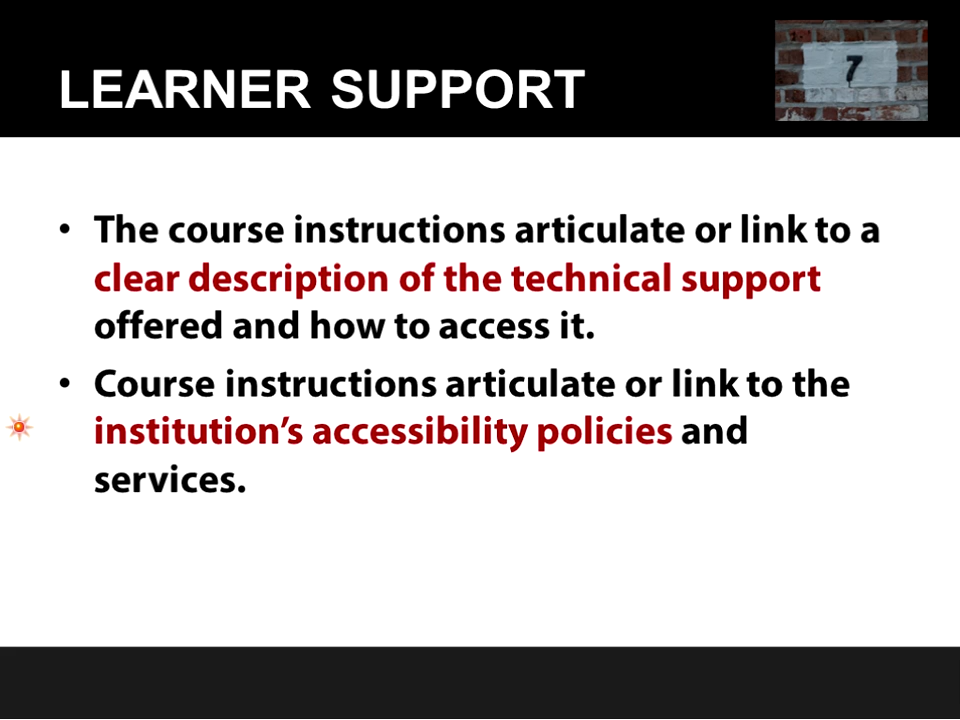 LEARNER SUPPORT
7
• The course instructions articulate or link to a
clear description of the technical support
offered and how to access it.
• Course instructions articulate or link to the
institution’s accessibility policies and
services.